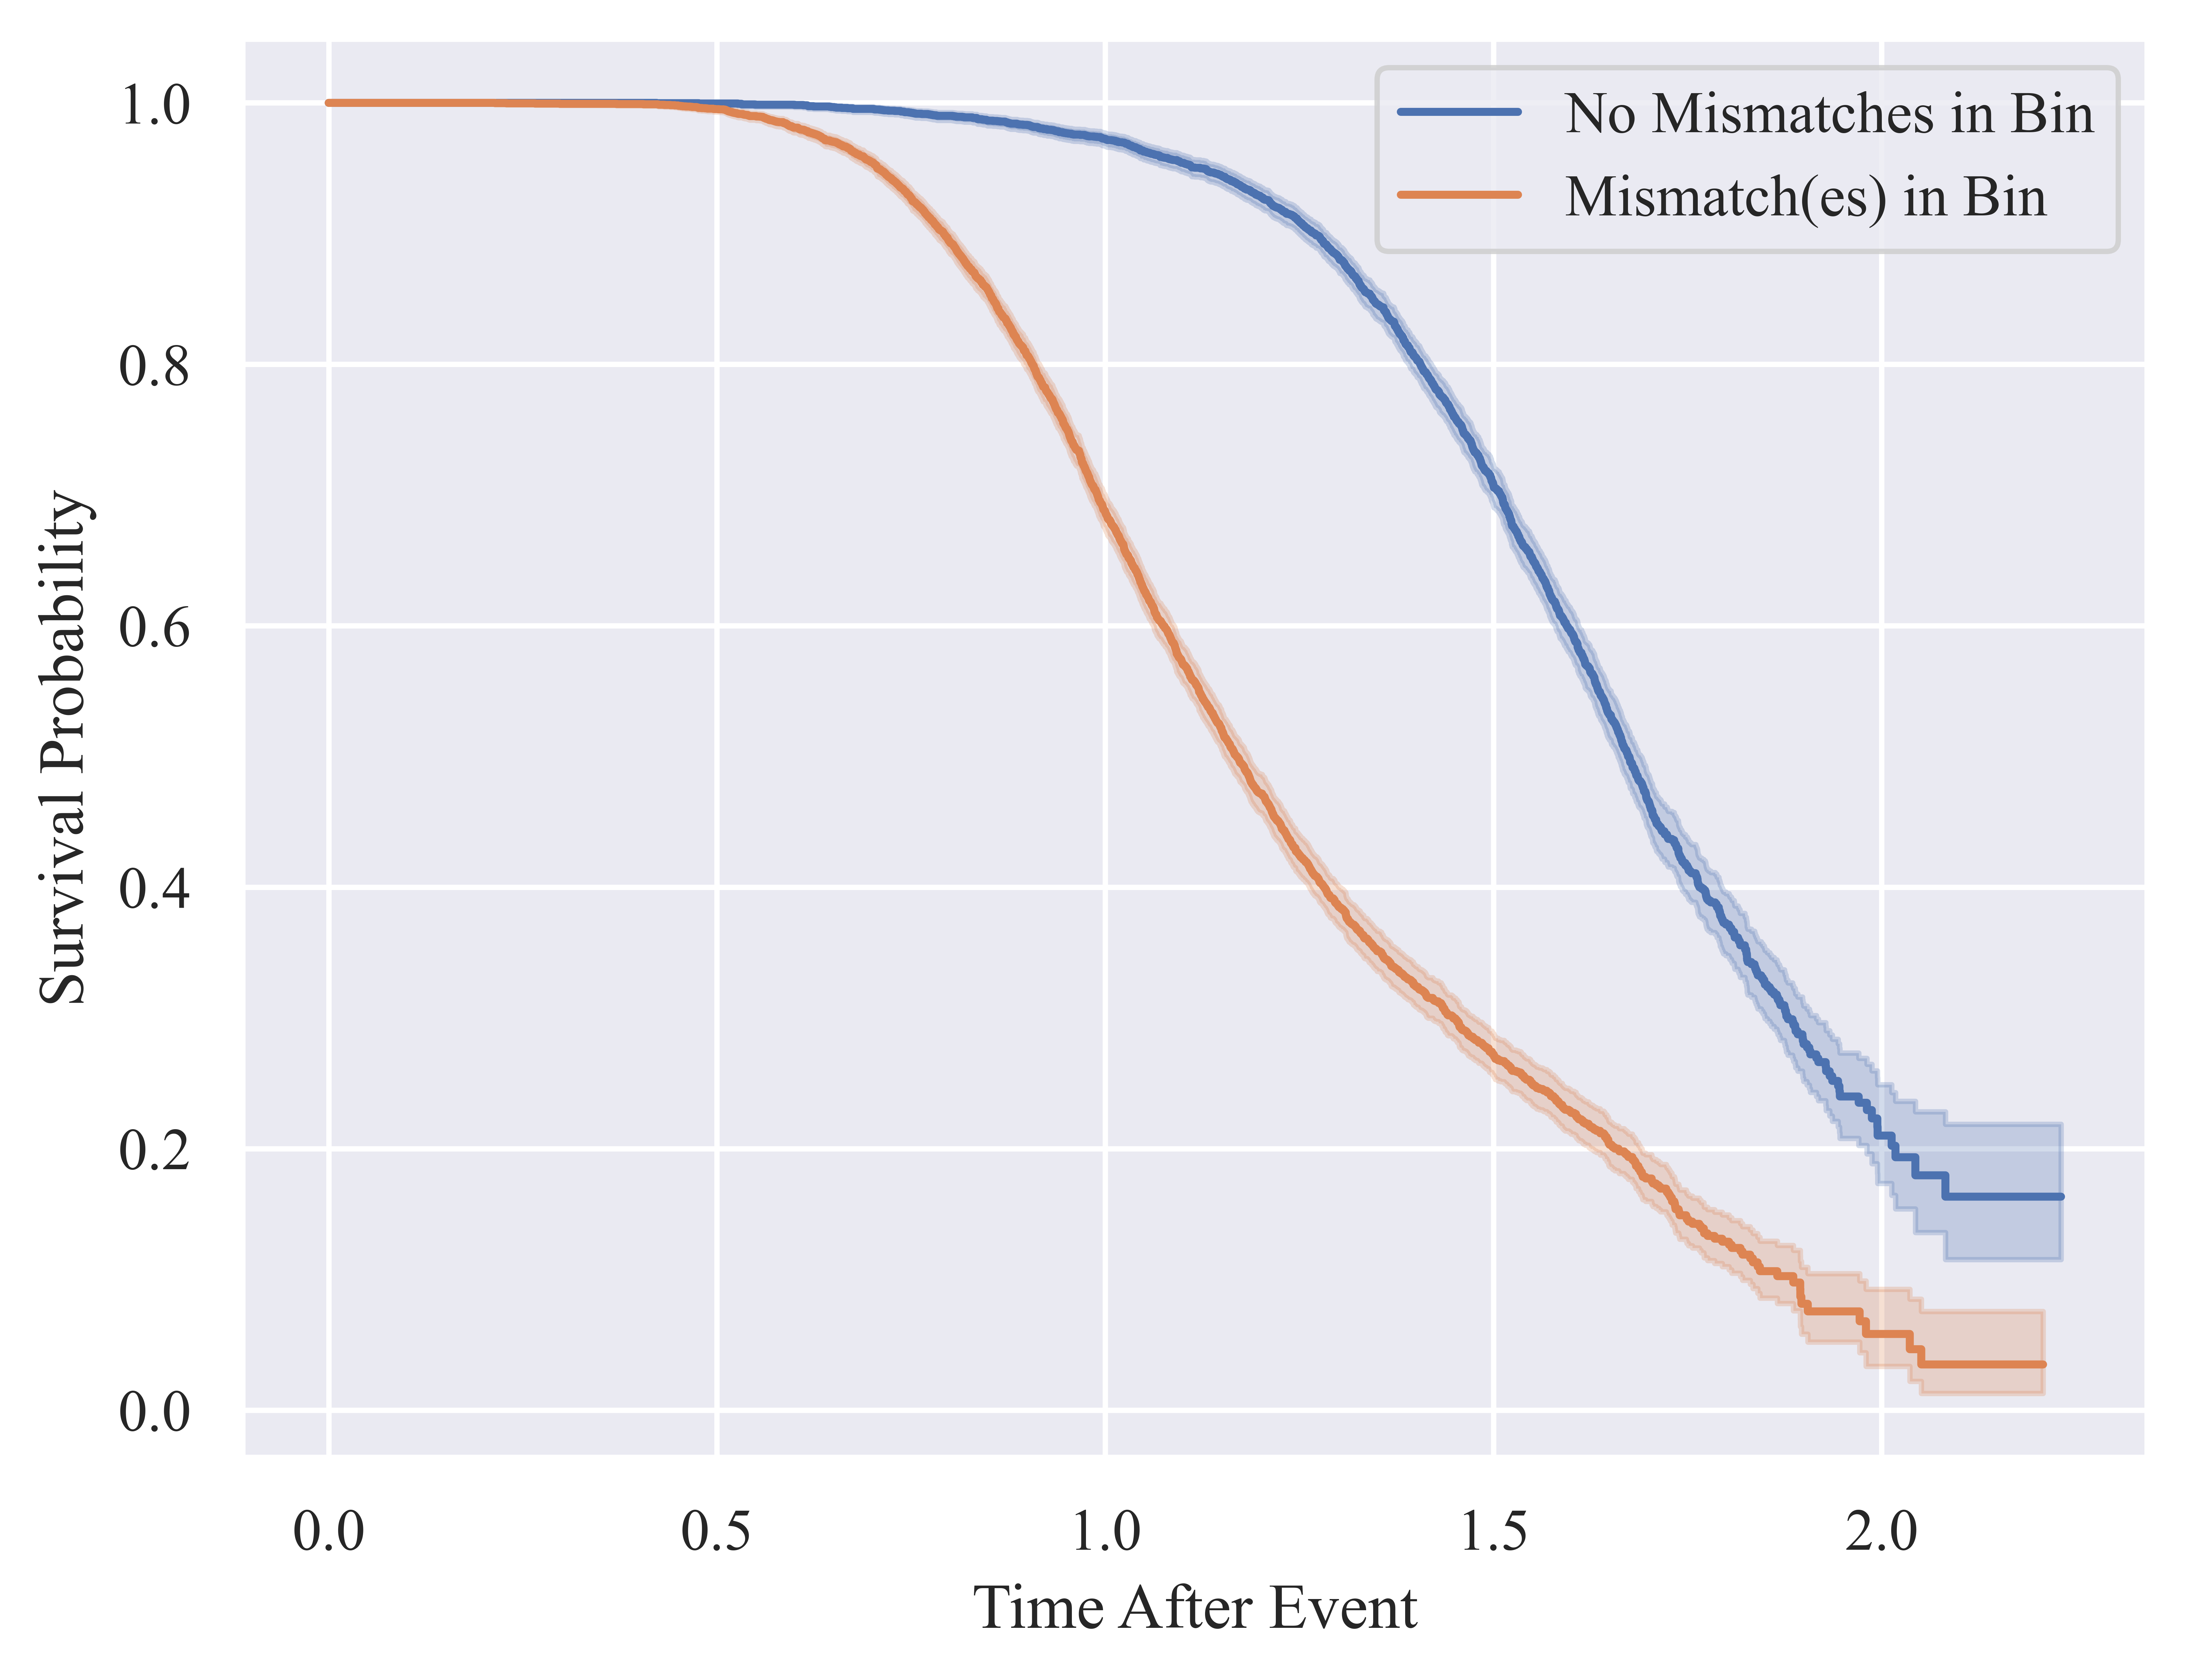 No Mismatches in Bin
Mismatch(es) in Bin
1.0
0.8
0.6
0.4
0.2
0.0
Survival Probability
0.0 0.5 1.0 1.5 2.0
Time After Event